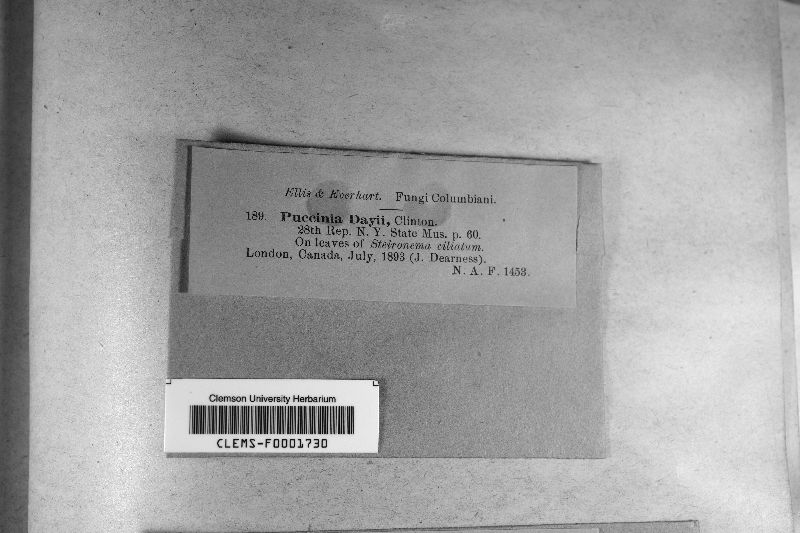 Ellis & Everhart. Fungi Columbiani.
189. Puccinia Dayii, Clinton.
28th Rep. N. Y. State Mus. p. 60.
On leaves of Steironema ciliatum.
London, Canada, July, 1893 (J. Dearness).
N. A. F. 1453.
Clemson University Herbarium
CLEMS-F0001730